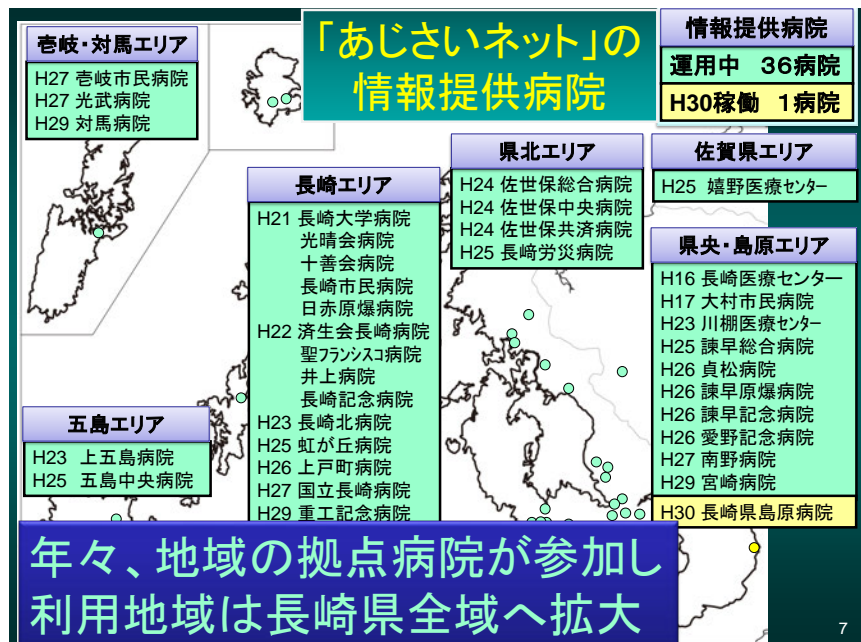 「あじさいネット」の
情報提供病院
情報提供病院
運用中 36病院
H30稼働 1病院
壱岐・対馬エリア
H27 壱岐市民病院
H27 光武病院
H29 対馬病院
長崎エリア
H21 長崎大学病院
光晴会病院
十善会病院
長崎市民病院
日赤原爆病院
H22 済生会長崎病院
聖フランシスコ病院
井上病院
長崎記念病院
H23 長崎北病院
H25 虹が丘病院
H26 上戸町病院
H27 国立長崎病院
H29 重工記念病院
県北エリア
H24 佐世保総合病院
H24 佐世保中央病院
H24 佐世保共済病院
H25 長﨑労災病院
佐賀県エリア
H25 嬉野医療センター
県央・島原エリア
H16 長崎医療センター
H17 大村市民病院
H23 川棚医療センター
H25 諫早総合病院
H26 貞松病院
H26 諫早原爆病院
H26 諫早記念病院
H26 愛野記念病院
H27 南野病院
H29 宮崎病院
H30 長崎県島原病院
五島エリア
H23 上五島病院
H25 五島中央病院
年々、地域の拠点病院が参加し
利用地域は長崎県全域へ拡大
7